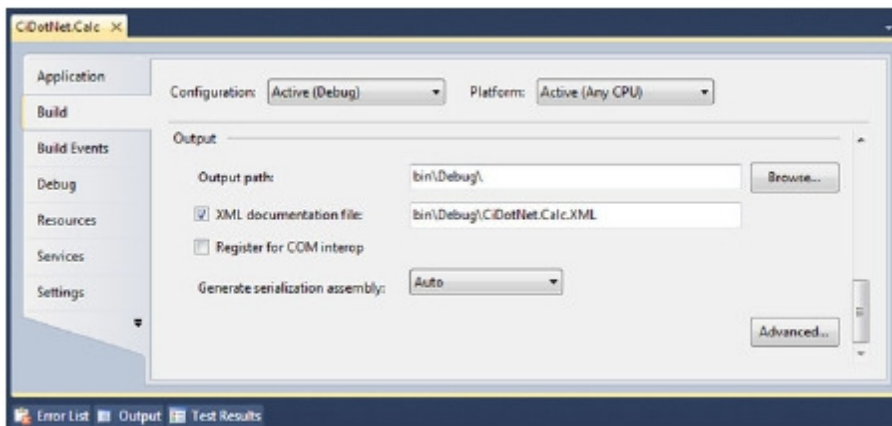 CiDotNet.Calc
Application
Build
Build Events
Debug
Resources
Services
Settings
Configuration: Active (Debug) Platform: Active (Any CPU)
Output
Output path: bin\Debug\ Browse...
XML documentation file: bin\Debug\CiDotNet.Calc.XML
Register for COM interop
Generate serialization assembly: Auto
Advanced...
Error List Output Test Results